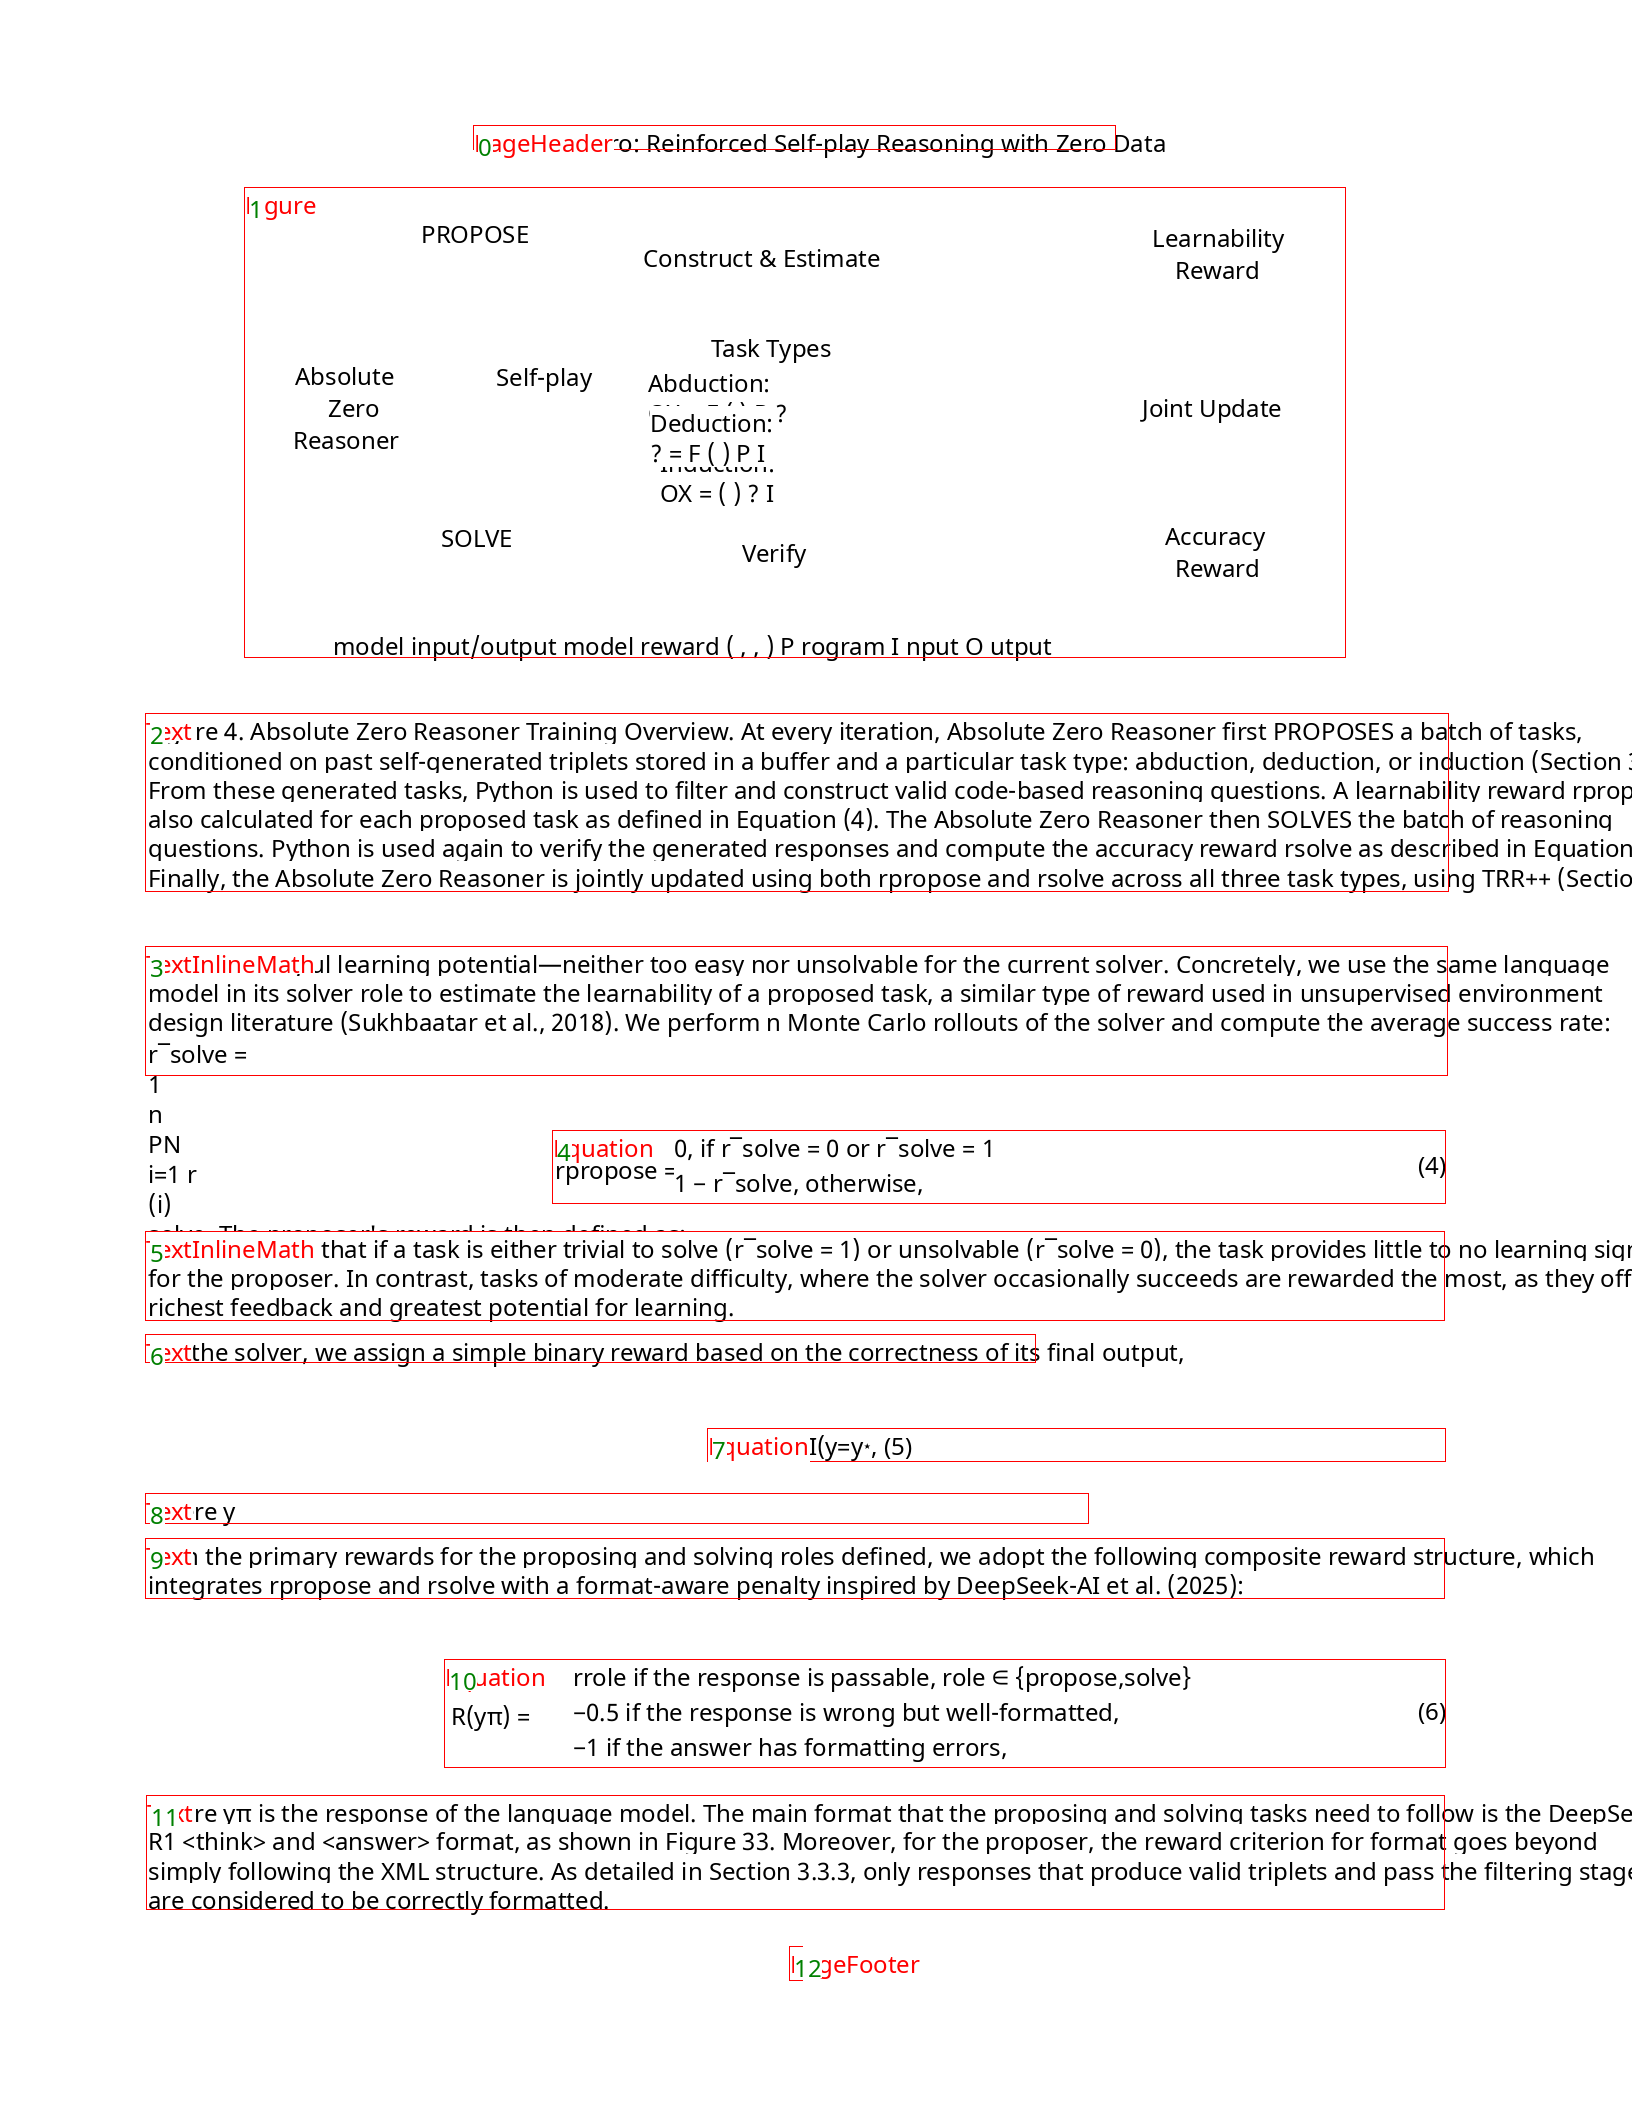 0 ageHeader o: Reinforced Self-play Reasoning with Zero Data
1 gure
PROPOSE
Construct & Estimate
Learnability
Reward
Task Types
Absolute
Zero
Reasoner
Self-play
Abduction:
?
Deduction:
? = F ( ) P I
OX = ( ) ? I
Joint Update
SOLVE
Verify
Accuracy
Reward
model input/output model reward ( , , ) P rogram I nput O utput
2 ext re 4. Absolute Zero Reasoner Training Overview. At every iteration, Absolute Zero Reasoner first PROPOSES a batch of tasks,
conditioned on past self-generated triplets stored in a buffer and a particular task type: abduction, deduction, or induction (Section 3
From these generated tasks, Python is used to filter and construct valid code-based reasoning questions. A learnability reward rprop
also calculated for each proposed task as defined in Equation (4). The Absolute Zero Reasoner then SOLVES the batch of reasoning
questions. Python is used again to verify the generated responses and compute the accuracy reward rsolve as described in Equation
Finally, the Absolute Zero Reasoner is jointly updated using both rpropose and rsolve across all three task types, using TRR++ (Sectio
3 extInlineMath ul learning potential—neither too easy nor unsolvable for the current solver. Concretely, we use the same language
model in its solver role to estimate the learnability of a proposed task, a similar type of reward used in unsupervised environment
design literature (Sukhbaatar et al., 2018). We perform n Monte Carlo rollouts of the solver and compute the average success rate:
r¯solve =
1
n
PN
i=1 r
(i)
solve. The proposer's reward is then defined as:
4 quation 0, if r¯solve = 0 or r¯solve = 1
rpropose =
1 − r¯solve, otherwise,
(4)
5 extInlineMath that if a task is either trivial to solve (r¯solve = 1) or unsolvable (r¯solve = 0), the task provides little to no learning sign
for the proposer. In contrast, tasks of moderate difficulty, where the solver occasionally succeeds are rewarded the most, as they off
richest feedback and greatest potential for learning.
6 ext the solver, we assign a simple binary reward based on the correctness of its final output,
7 quation I(y=y⋆, (5)
8 ext re y
9 ext h the primary rewards for the proposing and solving roles defined, we adopt the following composite reward structure, which
integrates rpropose and rsolve with a format-aware penalty inspired by DeepSeek-AI et al. (2025):
10 uation rrole if the response is passable, role ∈ {propose,solve}
R(yπ) =
−0.5 if the response is wrong but well-formatted,
(6)
−1 if the answer has formatting errors,
11 xt re yπ is the response of the language model. The main format that the proposing and solving tasks need to follow is the DeepSe
R1 <think> and <answer> format, as shown in Figure 33. Moreover, for the proposer, the reward criterion for format goes beyond
simply following the XML structure. As detailed in Section 3.3.3, only responses that produce valid triplets and pass the filtering stage
are considered to be correctly formatted.
12 geFooter